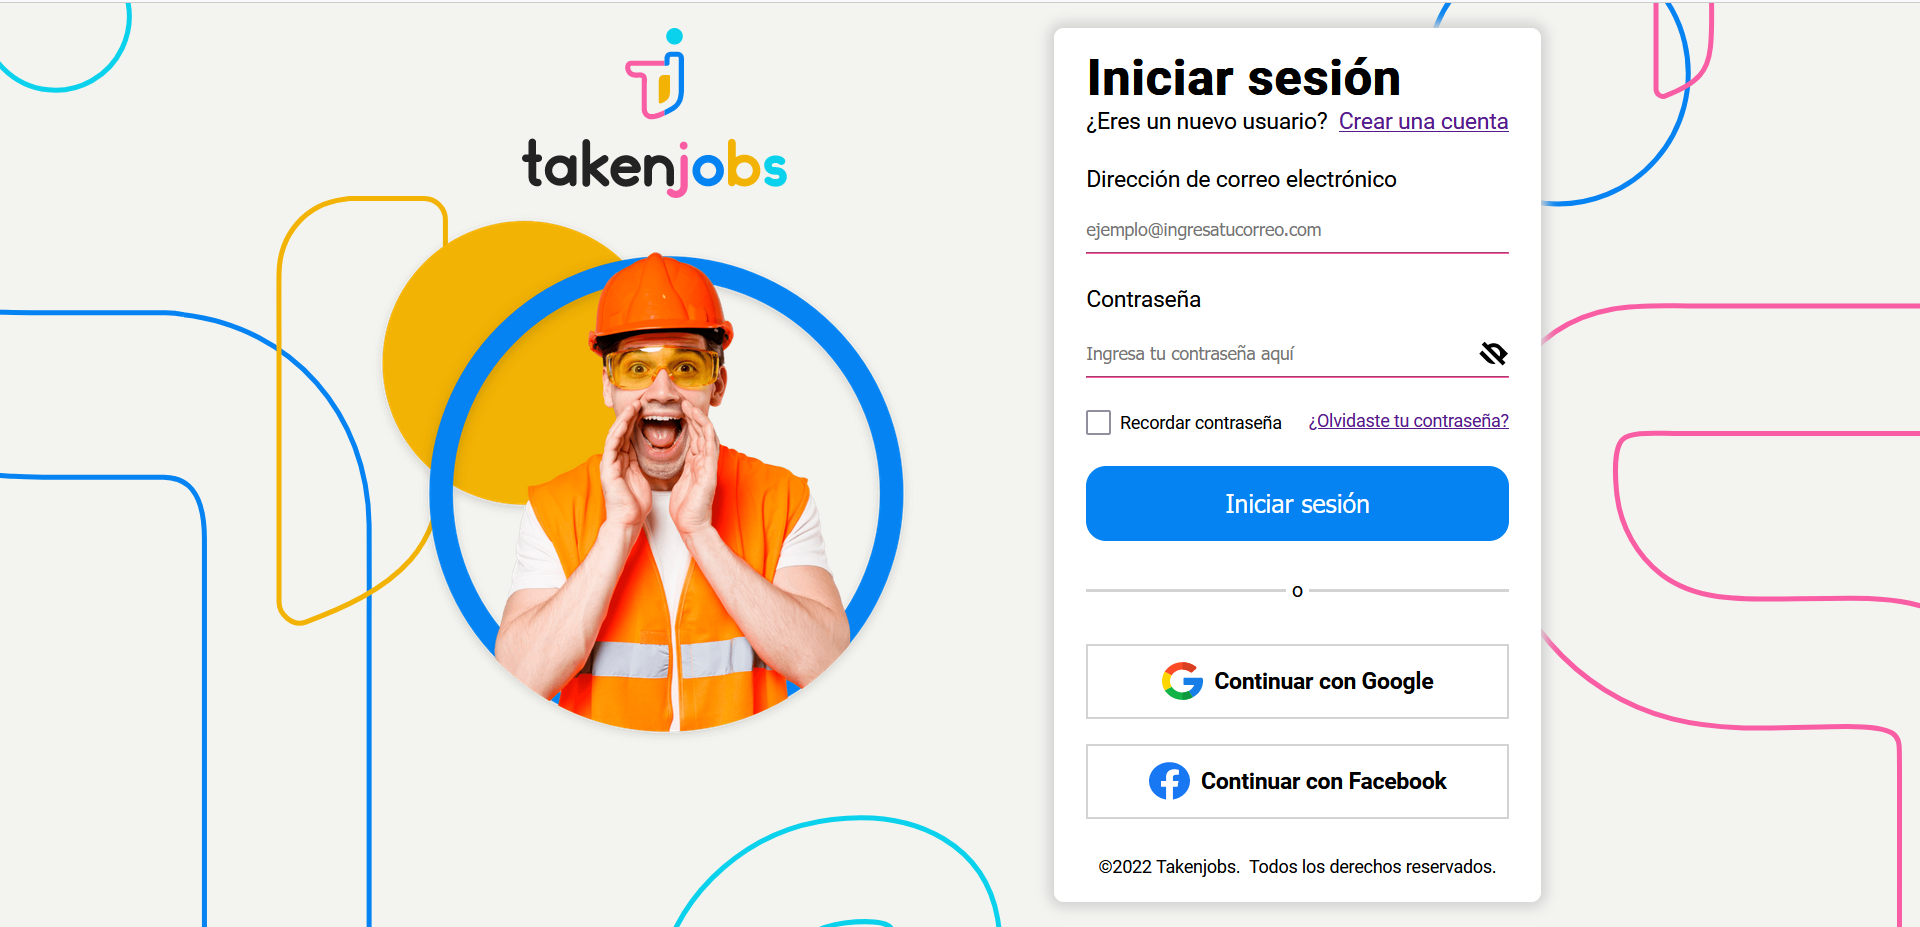 takenjobs
Iniciar sesión
¿Eres un nuevo usuario? Crear una cuenta
Dirección de correo electrónico
ejemplo@ingresatucorreo.com
Contraseña
Ingresa tu contraseña aquí
Recordar contraseña ¿Olvidaste tu contraseña?
Iniciar sesión
o
Continuar con Google
Continuar con Facebook
©2022 Takenjobs. Todos los derechos reservados.